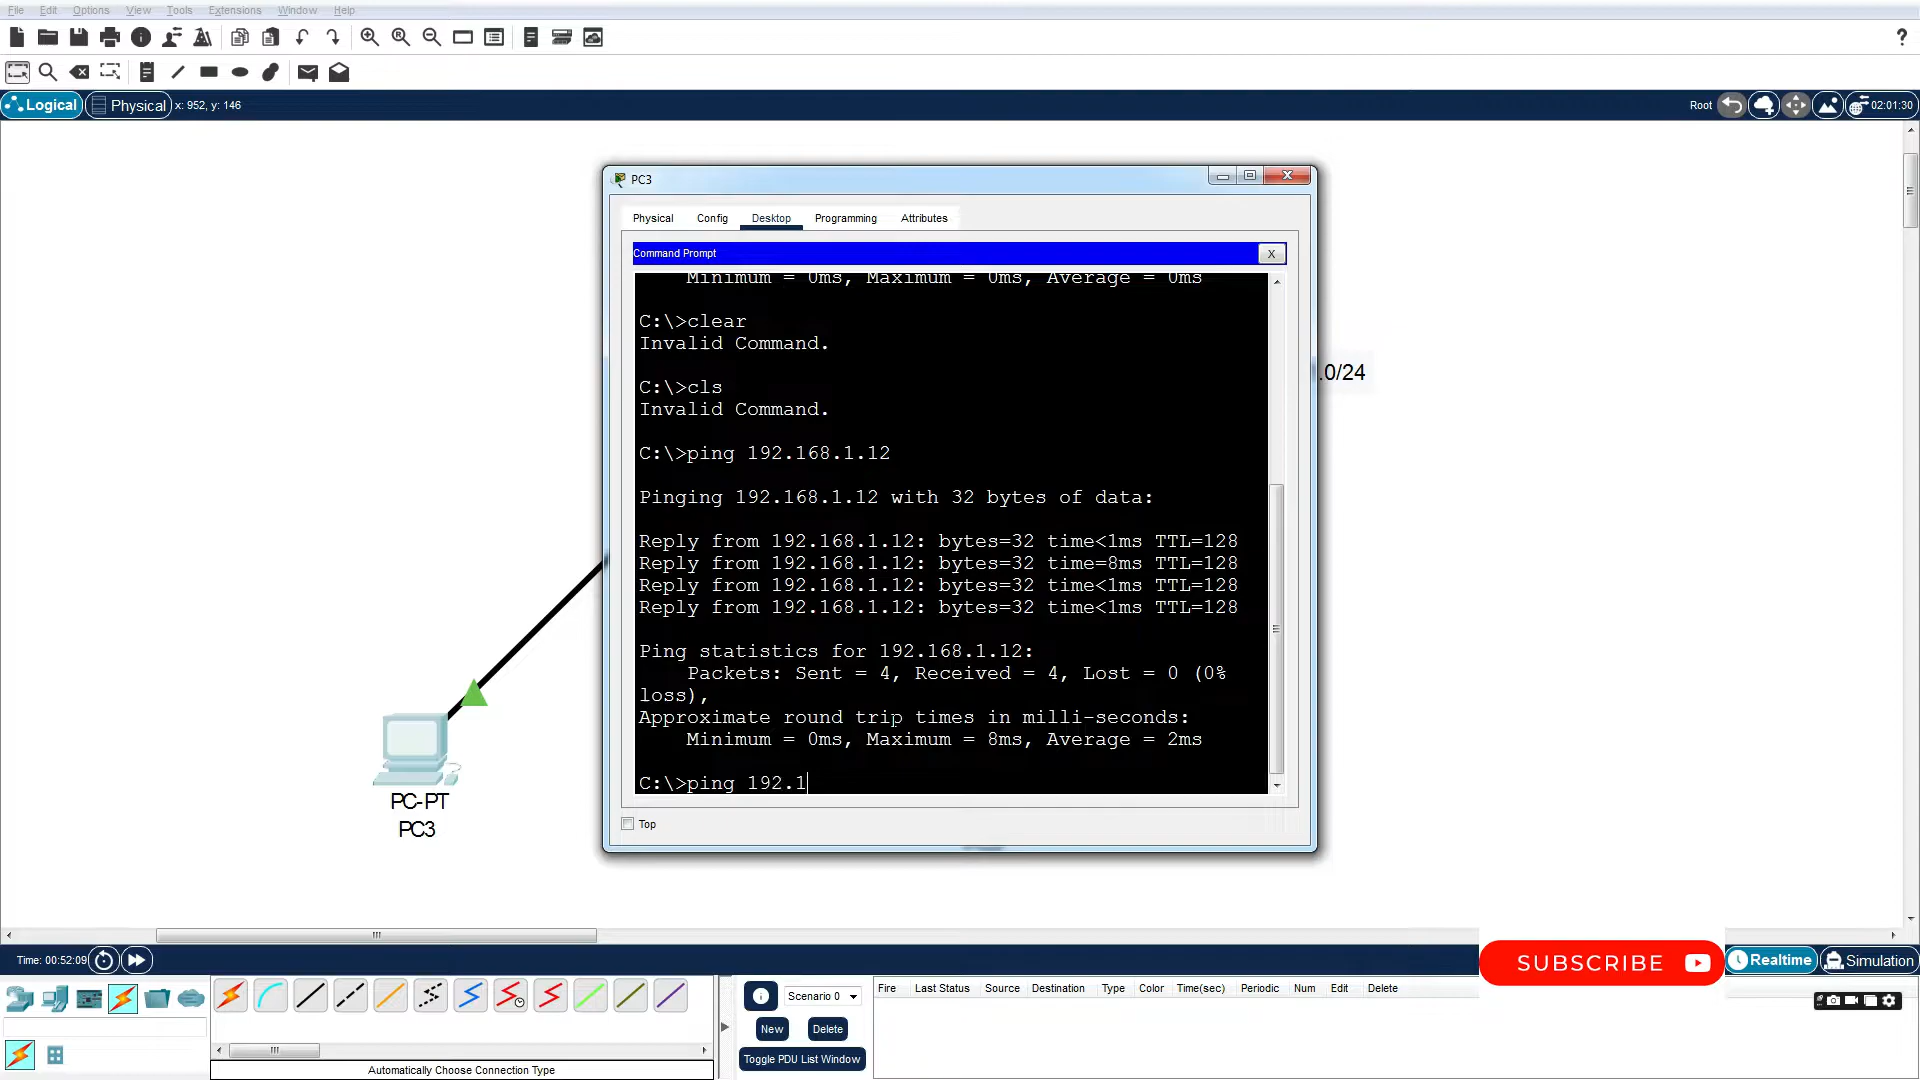 File Edit Options View Tools Extensions Window Help
?
Logical Physical x: 952, y: 146 Root 02:01:30
PC3
Physical Config Desktop Programming Attributes
Command Prompt X
Minimum = 0ms, Maximum = 0ms, Average = 0ms
C:\>clear
Invalid Command.
C:\>cls
Invalid Command.
C:\>ping 192.168.1.12
Pinging 192.168.1.12 with 32 bytes of data:
Reply from 192.168.1.12: bytes=32 time<1ms TTL=128
Reply from 192.168.1.12: bytes=32 time=8ms TTL=128
Reply from 192.168.1.12: bytes=32 time<1ms TTL=128
Reply from 192.168.1.12: bytes=32 time<1ms TTL=128
Ping statistics for 192.168.1.12:
Packets: Sent = 4, Received = 4, Lost = 0 (0%
loss),
Approximate round trip times in milli-seconds:
Minimum = 0ms, Maximum = 8ms, Average = 2ms
C:\>ping 192.1
Top
.0/24
PC-PT
PC3
Time: 00:52:09
SUBSCRIBE
Realtime Simulation
Automatically Choose Connection Type
Scenario 0
New Delete
Toggle PDU List Window
Fire Last Status Source Destination Type Color Time(sec) Periodic Num Edit Delete